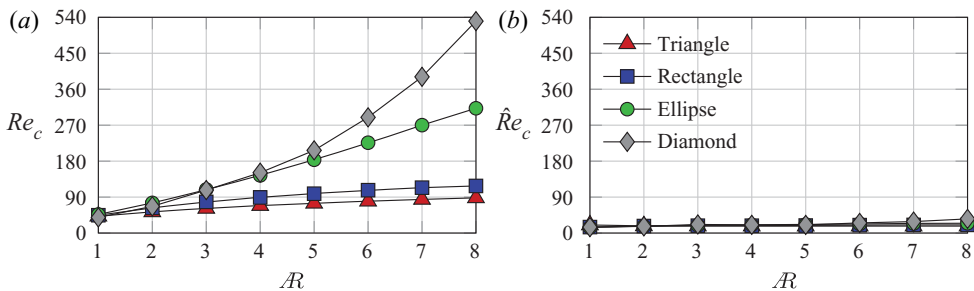 (a)
540
450
360
270
180
90
0
Re_c
1 2 3 4 5 6 7 8
Æ
(b)
540
450
360
270
180
90
0
R̂e_c
Triangle
Rectangle
Ellipse
Diamond
1 2 3 4 5 6 7 8
Æ